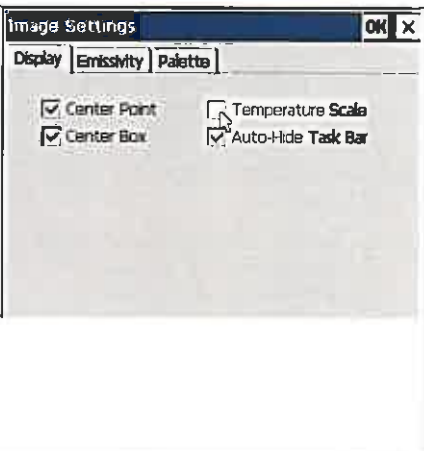 Image Settings OK X
Display Emissivity Palette
Center Point Temperature Scale
Center Box Auto-Hide Task Bar